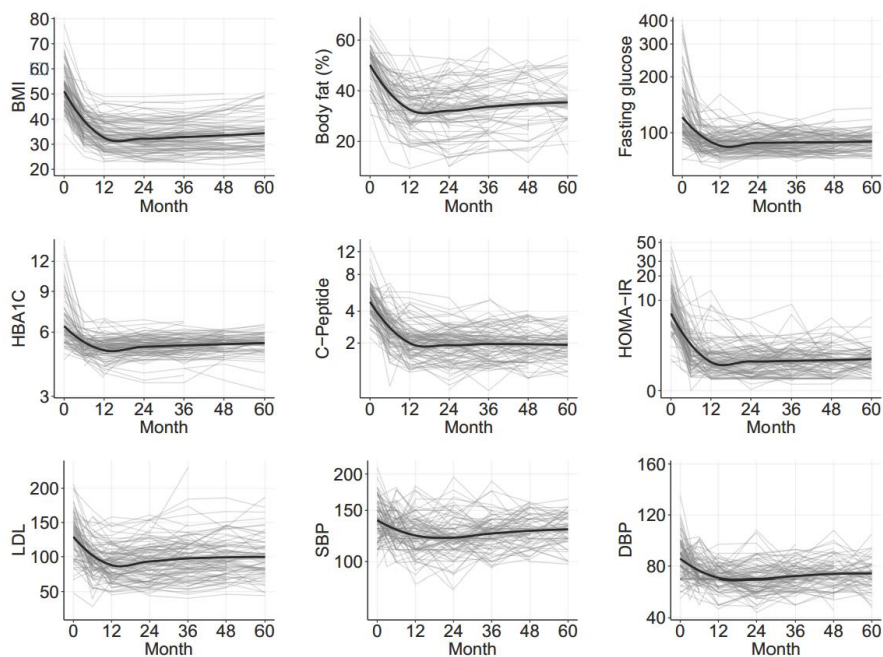 BMI
80
70
60
50
40
30
20
0 12 24 36 48 60
Month
Body fat (%)
60
40
20
0 12 24 36 48 60
Month
Fasting glucose
400
300
200
100
0 12 24 36 48 60
Month
HBA1C
12
9
6
3
0 12 24 36 48 60
Month
C−Peptide
12
8
4
2
0 12 24 36 48 60
Month
HOMA−IR
50
30
20
10
0
0 12 24 36 48 60
Month
LDL
200
150
100
50
0 12 24 36 48 60
Month
SBP
200
150
100
0 12 24 36 48 60
Month
DBP
160
120
80
40
0 12 24 36 48 60
Month